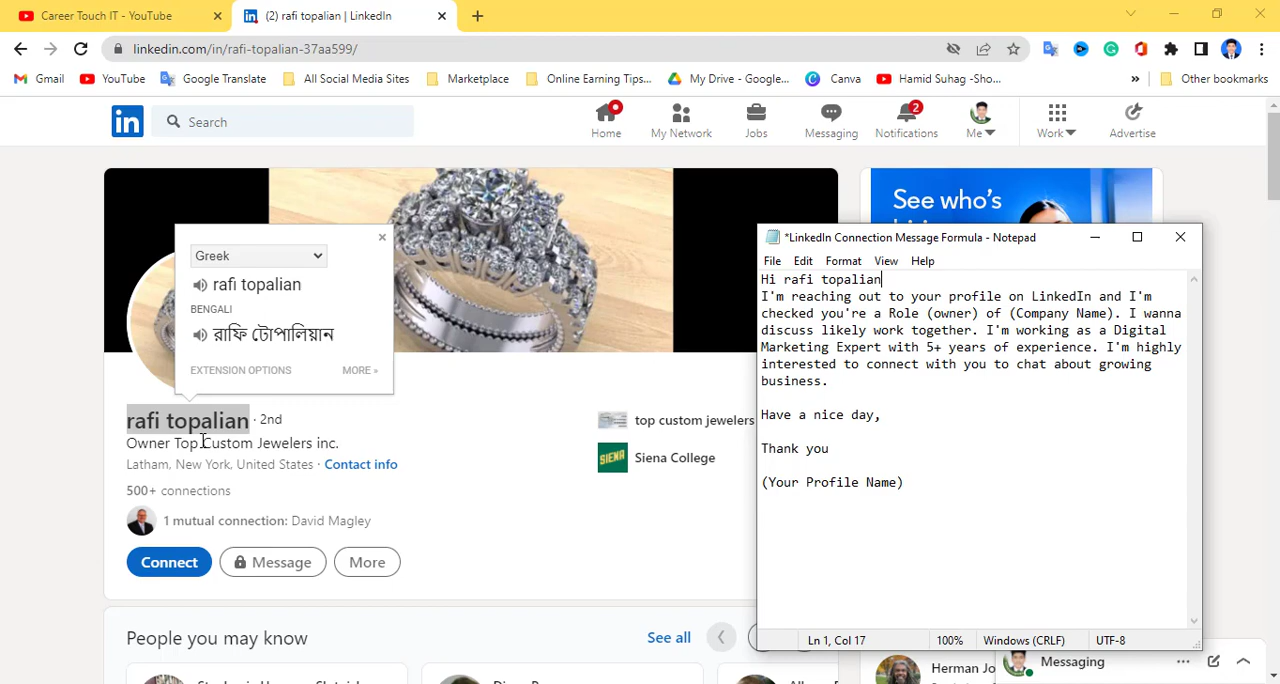 Career Touch IT - YouTube
(2) rafi topalian | LinkedIn
linkedin.com/in/rafi-topalian-37aa599/
Gmail
YouTube
Google Translate
All Social Media Sites
Marketplace
Online Earning Tips...
My Drive - Google...
Canva
Hamid Suhag -Sho...
»
Other bookmarks
in
Search
Home
My Network
Jobs
Messaging
2
Notifications
Me
Work
Advertise
See who's
Greek
rafi topalian
BENGALI
রাফি টোপালিয়ান
EXTENSION OPTIONS
MORE »
rafi topalian · 2nd
Owner Top Custom Jewelers inc.
Latham, New York, United States · Contact info
500+ connections
1 mutual connection: David Magley
Connect
Message
More
top custom jewelers
SIENA
Siena College
People you may know
See all
*LinkedIn Connection Message Formula - Notepad
File Edit Format View Help
Hi rafi topalian
I'm reaching out to your profile on LinkedIn and I'm
checked you're a Role (owner) of (Company Name). I wanna
discuss likely work together. I'm working as a Digital
Marketing Expert with 5+ years of experience. I'm highly
interested to connect with you to chat about growing
business.
Have a nice day,
Thank you
(Your Profile Name)
Ln 1, Col 17
100%
Windows (CRLF)
UTF-8
Herman Jo
Messaging